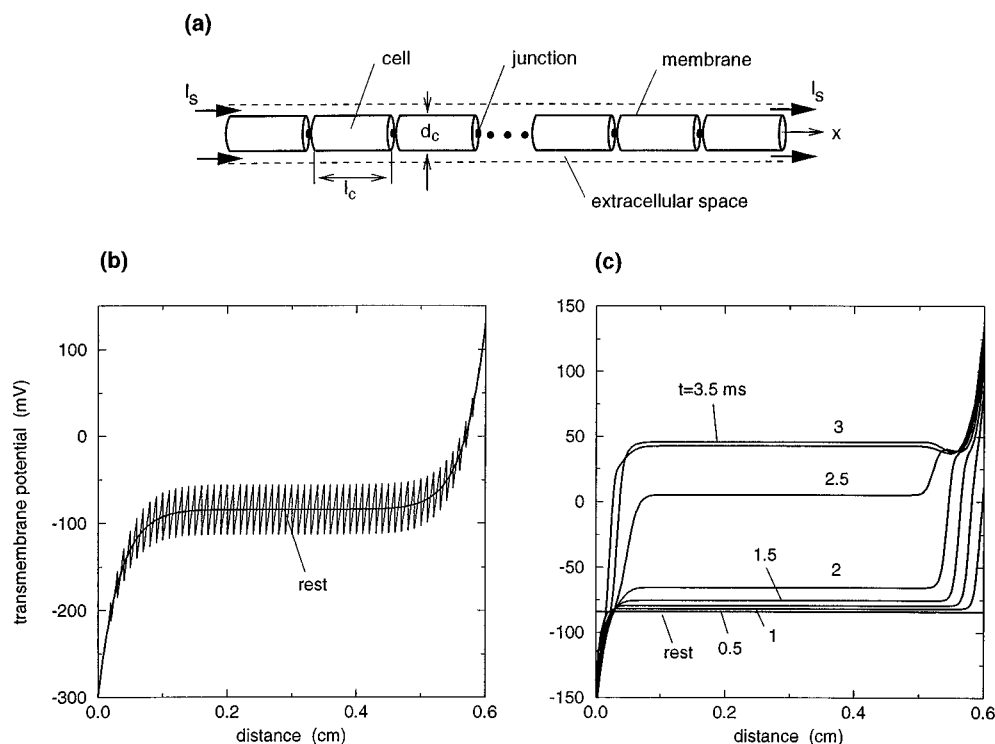 (a)
cell
junction
membrane
I_S
I_S
d_c
x
l_c
extracellular space
(b)
(c)
transmembrane potential (mV)
100
0
-100
-200
-300
rest
0.0
0.2
0.4
0.6
distance (cm)
150
100
50
0
-50
-100
-150
t=3.5 ms
3
2.5
1.5
2
rest
0.5
1
0.0
0.2
0.4
0.6
distance (cm)